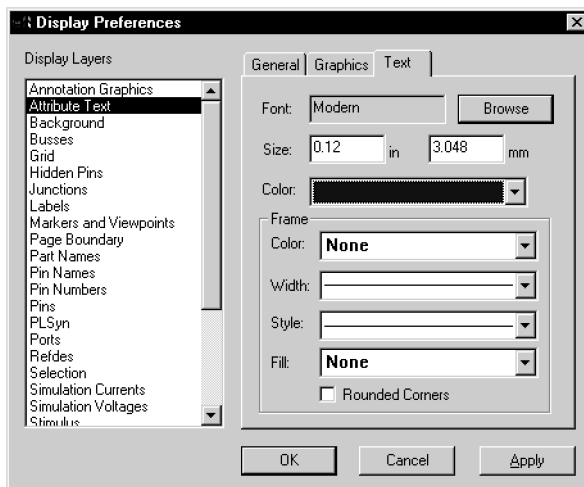 Display Preferences
Display Layers
Annotation Graphics
Attribute Text
Background
Busses
Grid
Hidden Pins
Junctions
Labels
Markers and Viewpoints
Page Boundary
Part Names
Pin Names
Pin Numbers
Pins
PLSyn
Ports
Refdes
Selection
Simulation Currents
Simulation Voltages
Stimulus
General Graphics Text
Font: Modern Browse
Size: 0.12 in 3.048 mm
Color:
Frame
Color: None
Width:
Style:
Fill: None
Rounded Corners
OK Cancel Apply